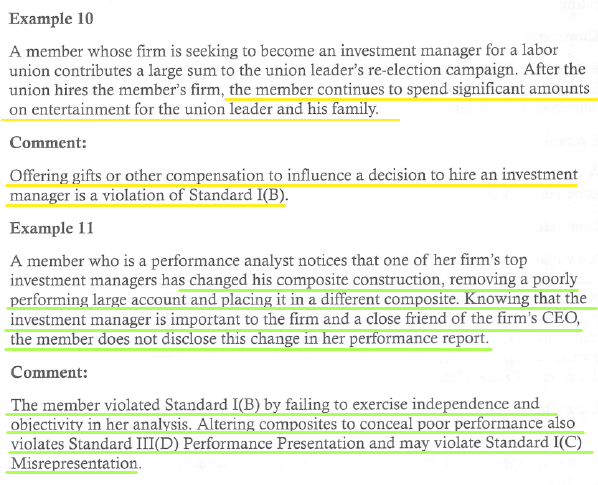 Example 10
A member whose firm is seeking to become an investment manager for a labor
union contributes a large sum to the union leader's re-election campaign. After the
union hires the member's firm, the member continues to spend significant amounts
on entertainment for the union leader and his family.
Comment:
Offering gifts or other compensation to influence a decision to hire an investment
manager is a violation of Standard I(B).
Example 11
A member who is a performance analyst notices that one of her firm's top
investment managers has changed his composite construction, removing a poorly
performing large account and placing it in a different composite. Knowing that the
investment manager is important to the firm and a close friend of the firm's CEO,
the member does not disclose this change in her performance report.
Comment:
The member violated Standard I(B) by failing to exercise independence and
objectivity in her analysis. Altering composites to conceal poor performance also
violates Standard III(D) Performance Presentation and may violate Standard I(C)
Misrepresentation.